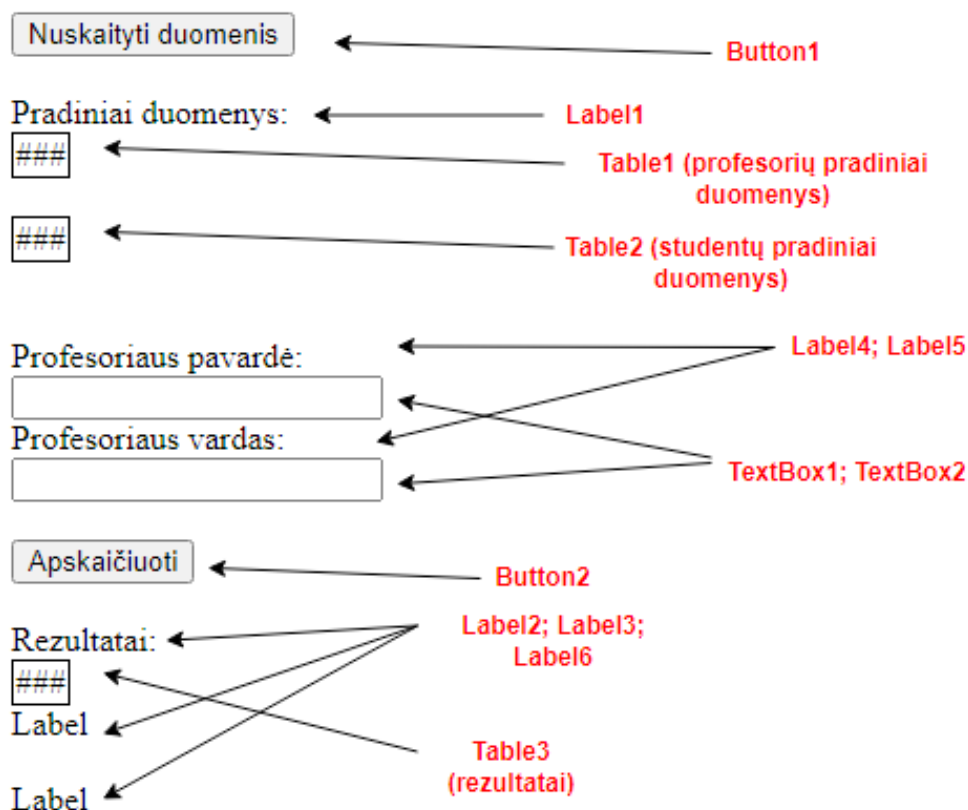 Nuskaityti duomenis
Button1
Pradiniai duomenys:
Label1
###
Table1 (profesorių pradiniai
duomenys)
###
Table2 (studentų pradiniai
duomenys)
Profesoriaus pavardė:
Label4; Label5
Profesoriaus vardas:
TextBox1; TextBox2
Apskaičiuoti
Button2
Rezultatai:
Label2; Label3;
Label6
###
Label
Table3
(rezultatai)
Label